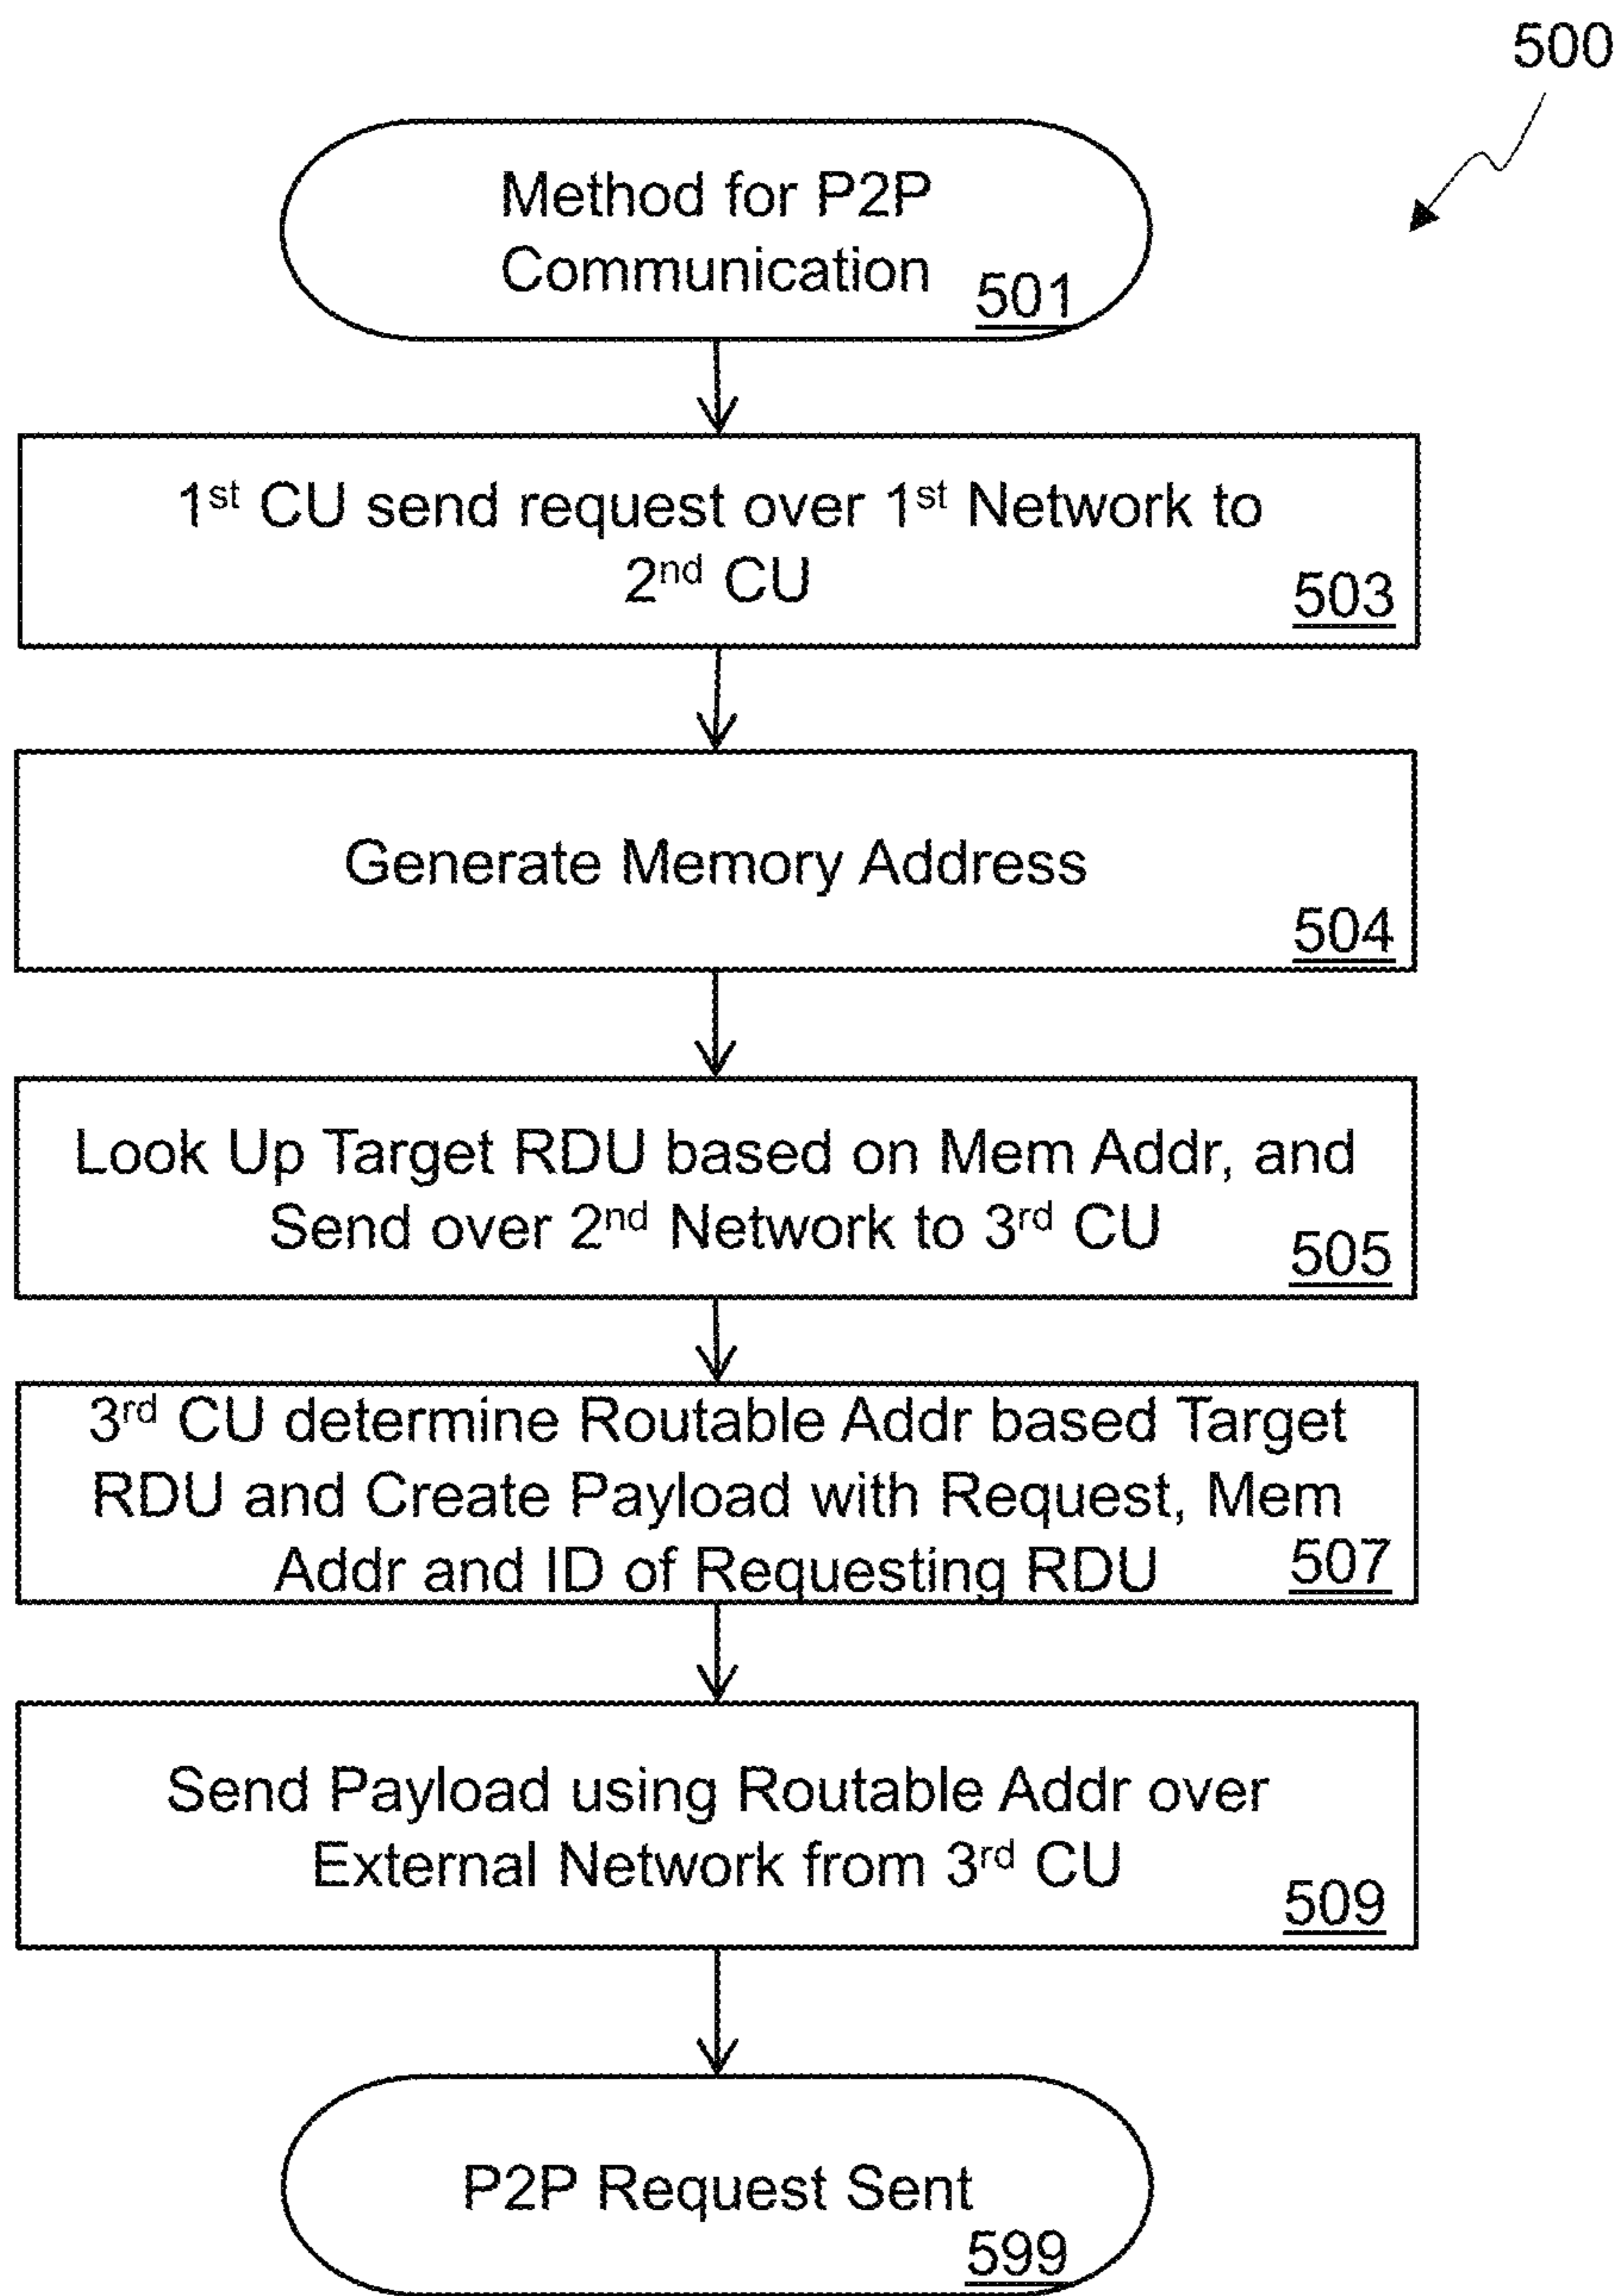 500
Method for P2P
Communication
501
1st CU send request over 1st Network to
2nd CU
503
Generate Memory Address
504
Look Up Target RDU based on Mem Addr, and
Send over 2nd Network to 3rd CU
505
3rd CU determine Routable Addr based Target
RDU and Create Payload with Request, Mem
Addr and ID of Requesting RDU
507
Send Payload using Routable Addr over
External Network from 3rd CU
509
P2P Request Sent
599